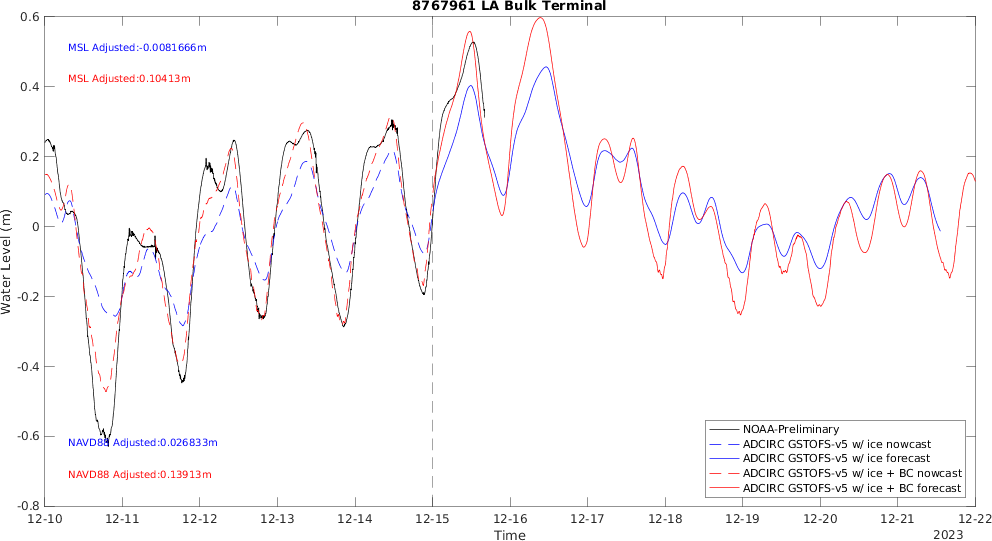 8767961 LA Bulk Terminal
0.6
MSL Adjusted:-0.0081666m
MSL Adjusted:0.10413m
0.4
0.2
0
-0.2
-0.4
-0.6
-0.8
Water Level (m)
NAVD88 Adjusted:0.026833m
NAVD88 Adjusted:0.13913m
NOAA-Preliminary
ADCIRC GSTOFS-v5 w/ ice nowcast
ADCIRC GSTOFS-v5 w/ ice forecast
ADCIRC GSTOFS-v5 w/ ice + BC nowcast
ADCIRC GSTOFS-v5 w/ ice + BC forecast
12-10 12-11 12-12 12-13 12-14 12-15 12-16 12-17 12-18 12-19 12-20 12-21 12-22
Time
2023